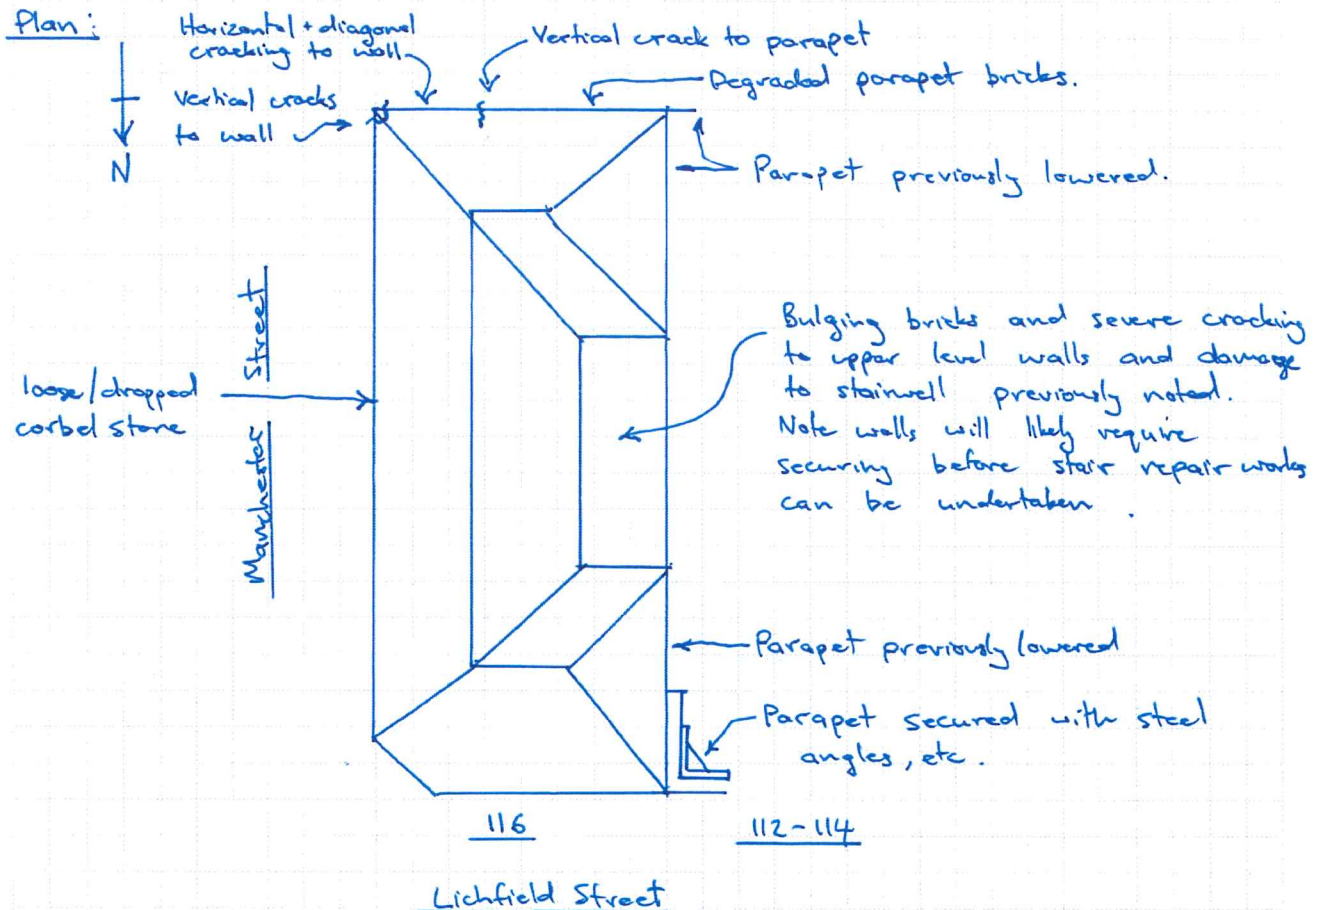 Plan:
N
Horizontal + diagonal
cracking to wall
Vertical crack to parapet
Degraded parapet bricks.
Vertical cracks
to wall
Parapet previously lowered.
Bulging bricks and severe cracking
to upper level walls and damage
to stairwell previously noted.
Note walls will likely require
securing before stair repair works
can be undertaken.
loose/dropped
corbel stone
Manchester Street
Parapet previously lowered
Parapet secured with steel
angles, etc.
116
112-114
Lichfield Street